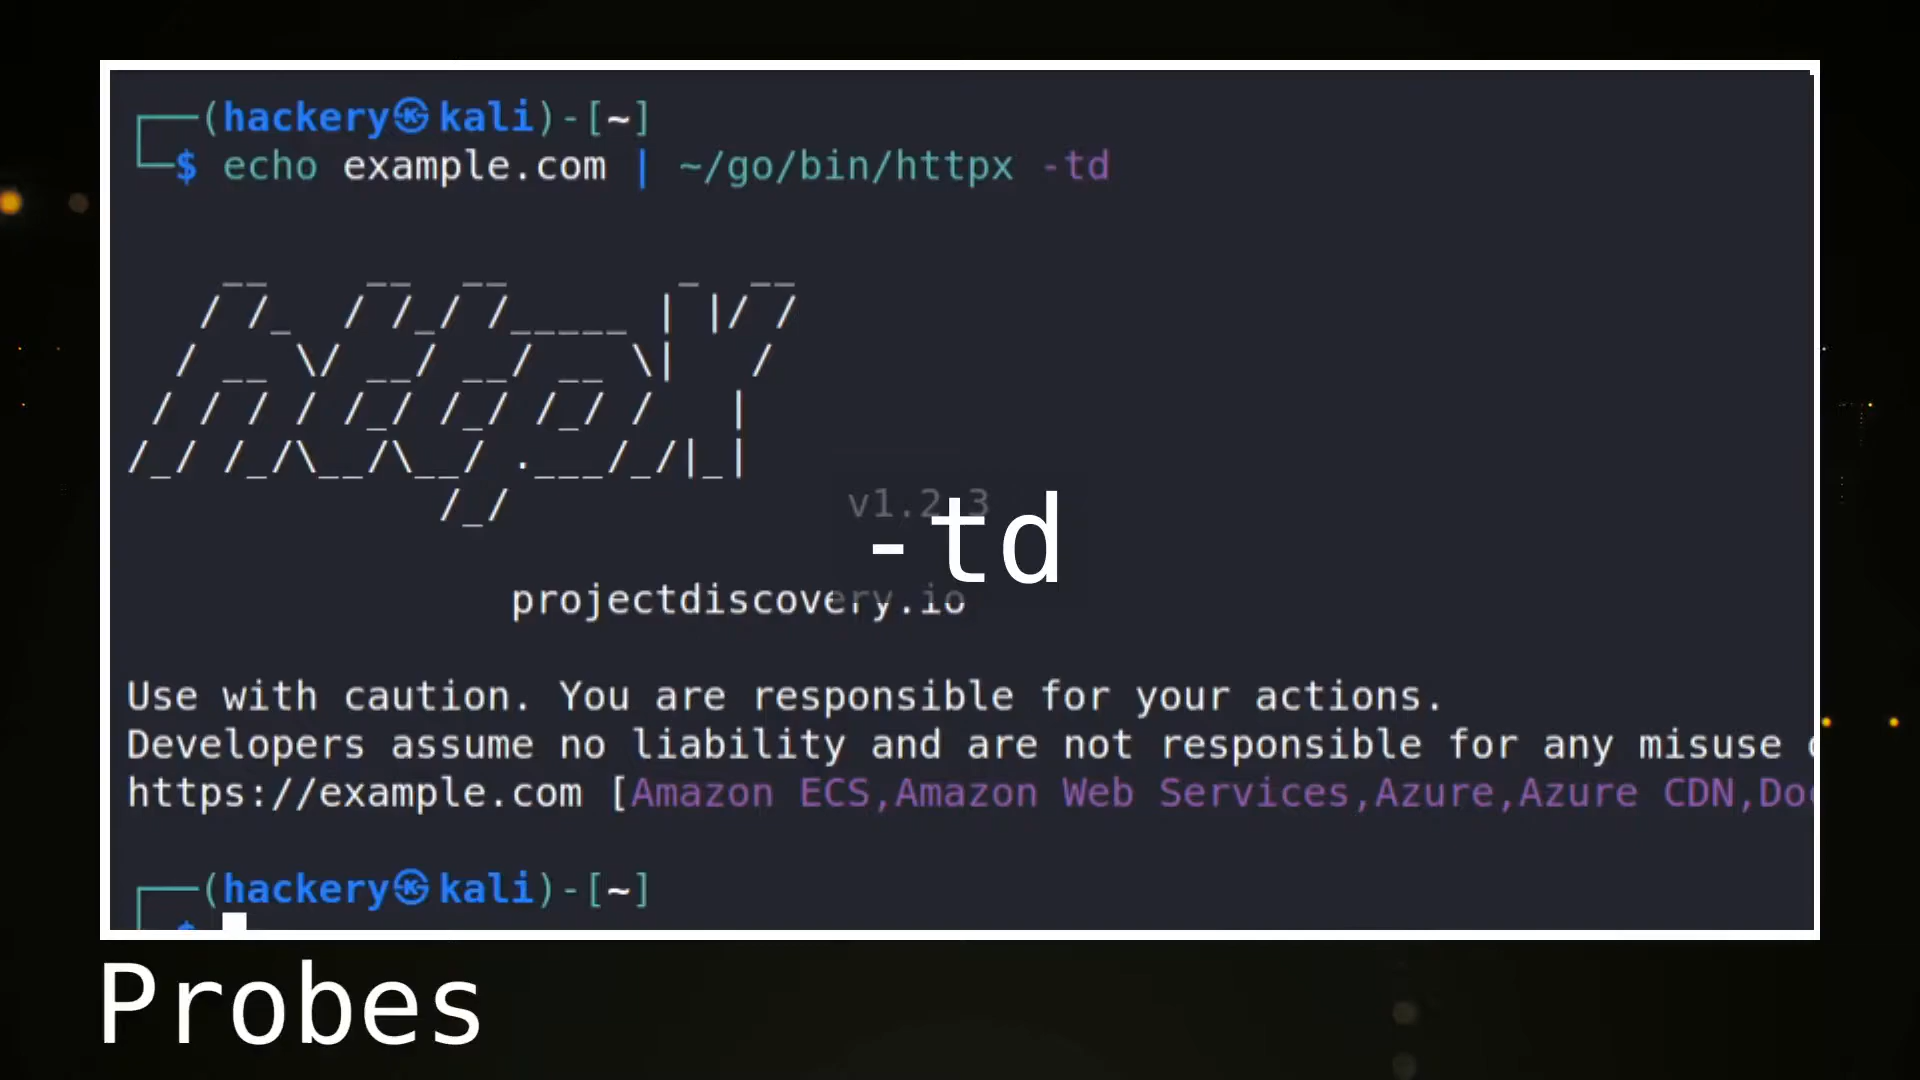 (hackery㉿kali)-[~]
$ echo example.com | ~/go/bin/httpx -td
v1.2.3
-td
projectdiscovery.io
Use with caution. You are responsible for your actions.
Developers assume no liability and are not responsible for any misuse
https://example.com [Amazon ECS,Amazon Web Services,Azure,Azure CDN,Doc
(hackery㉿kali)-[~]
$
Probes